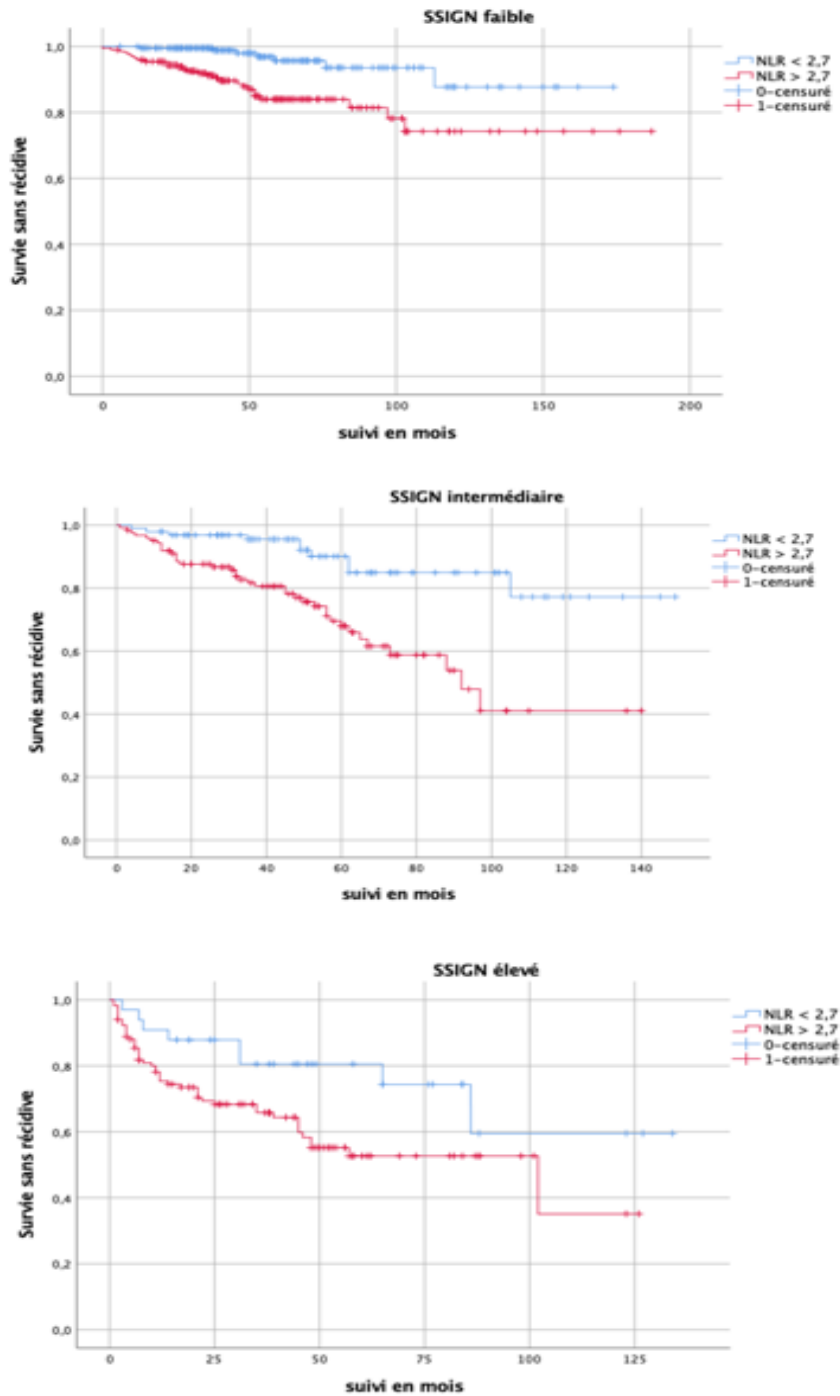 SSIGN faible
NLR < 2,7
NLR > 2,7
0-censuré
1-censuré
Survie sans récidive
1,0
0,8
0,6
0,4
0,2
0,0
0 50 100 150 200
suivi en mois
SSIGN intermédiaire
NLR < 2,7
NLR > 2,7
0-censuré
1-censuré
Survie sans récidive
1,0
0,8
0,6
0,4
0,2
0,0
0 20 40 60 80 100 120 140
suivi en mois
SSIGN élevé
NLR < 2,7
NLR > 2,7
0-censuré
1-censuré
Survie sans récidive
1,0
0,8
0,6
0,4
0,2
0,0
0 25 50 75 100 125
suivi en mois